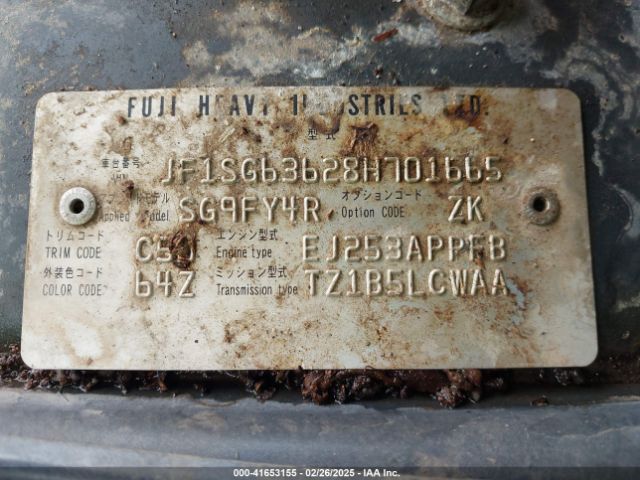 FUJI HEAVY INDUSTRIES LTD.
型式
車台番号 JF1SG63628H701665
モデル オプションコード
Applied Model SG9FY4R Option CODE ZK
トリムコード エンジン型式
TRIM CODE C50 Engine type EJ253APPFB
外装色コード ミッション型式
COLOR CODE 64Z Transmission type TZ1B5LCWAA
000-41653155 - 02/26/2025 - IAA Inc.